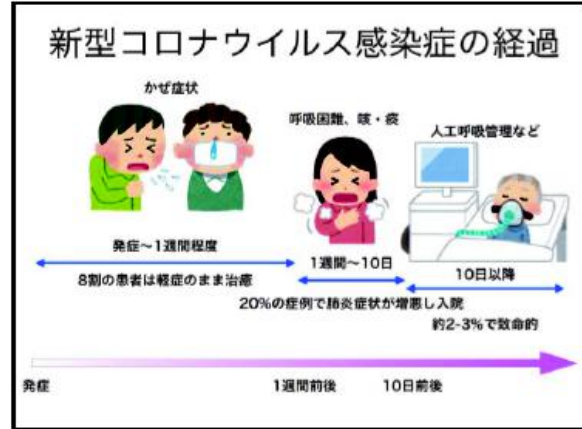 新型コロナウイルス感染症の経過
かぜ症状
呼吸困難、咳・痰
人工呼吸管理など
発症〜1週間程度
1週間〜10日
10日以降
8割の患者は軽症のまま治癒
20%の症例で肺炎症状が増悪し入院
約2-3%で致命的
発症
1週間前後
10日前後